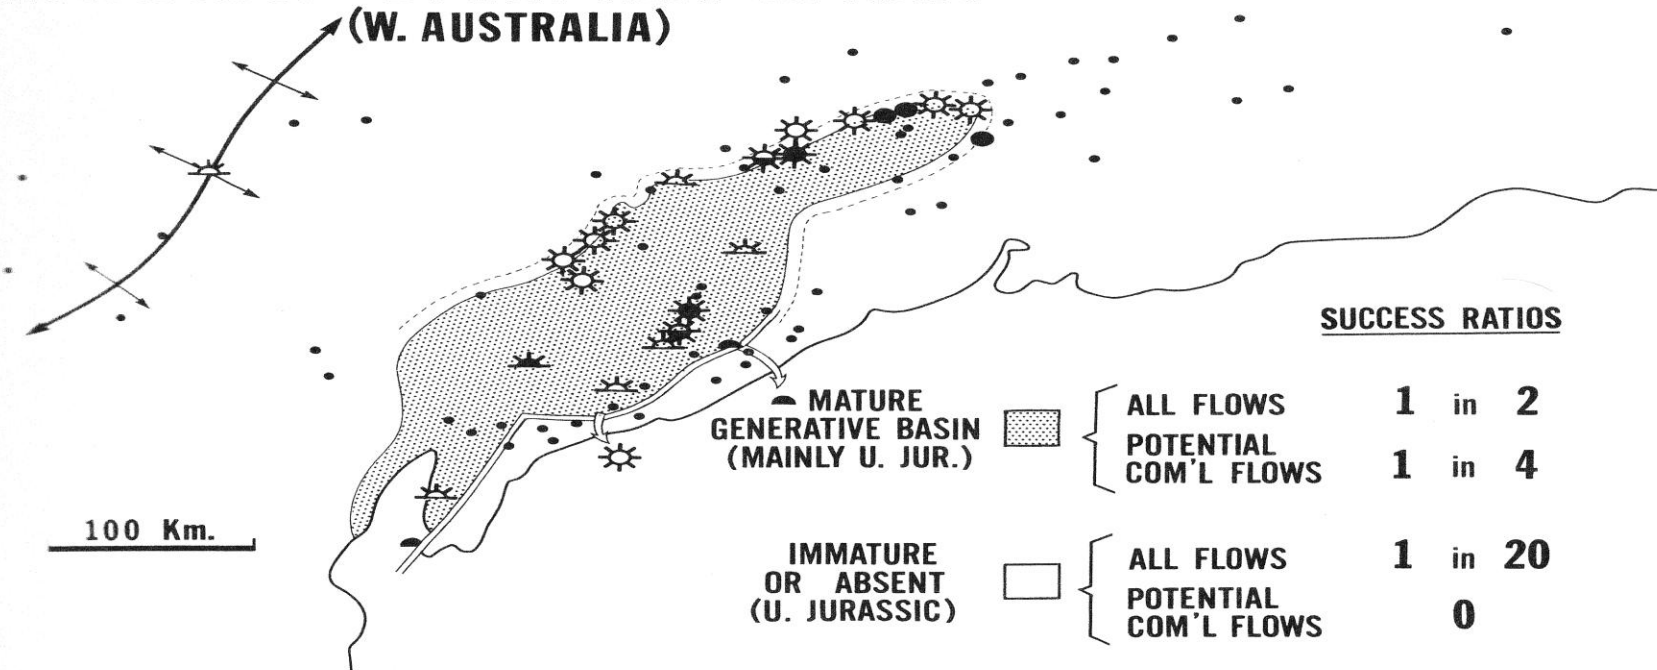 (W. AUSTRALIA)
SUCCESS RATIOS
MATURE
GENERATIVE BASIN
(MAINLY U. JUR.)
ALL FLOWS 1 in 2
POTENTIAL
COM'L FLOWS 1 in 4
100 Km.
IMMATURE
OR ABSENT
(U. JURASSIC)
ALL FLOWS 1 in 20
POTENTIAL
COM'L FLOWS 0